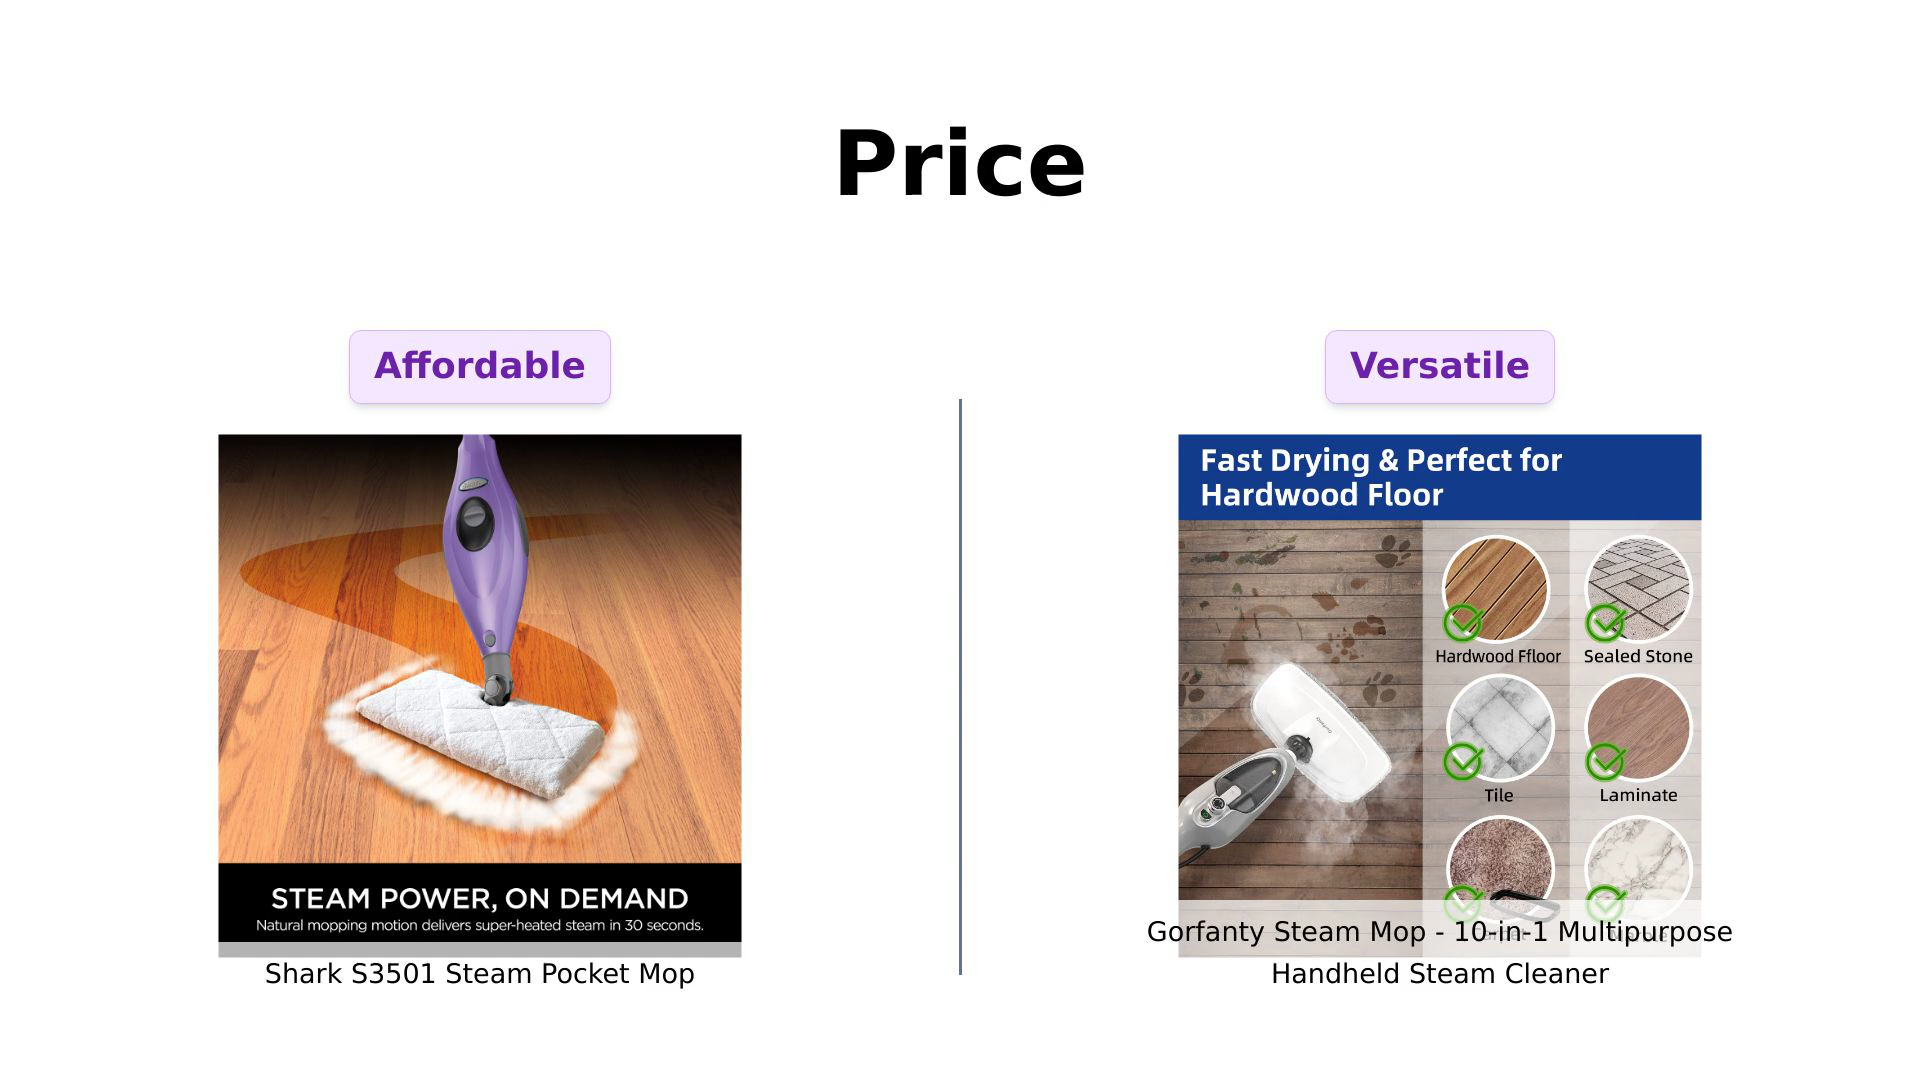 Price
Affordable
STEAM POWER, ON DEMAND
Natural mopping motion delivers super-heated steam in 30 seconds.
Shark S3501 Steam Pocket Mop
Versatile
Fast Drying & Perfect for
Hardwood Floor
Hardwood Ffloor
Sealed Stone
Tile
Laminate
Gorfanty Steam Mop - 10-in-1 Multipurpose
Handheld Steam Cleaner